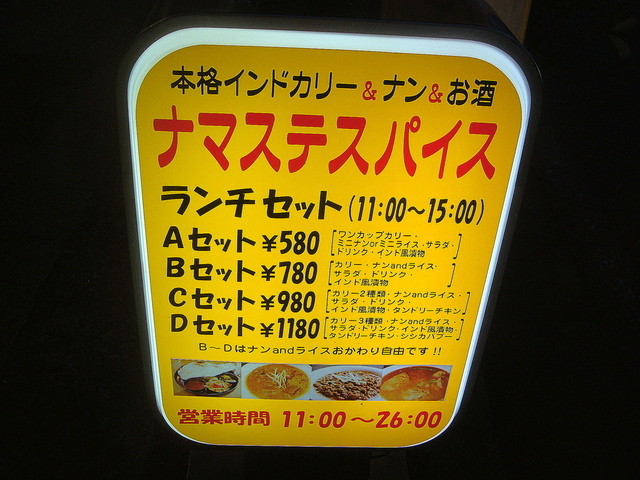 本格インドカリー&ナン&お酒
ナマステスパイス
ランチセット(11:00～15:00)
Aセット¥580 [ワンカップカリー・
ミニナンorミニライス・サラダ・
ドリンク・インド風漬物]
Bセット¥780 [カリー・ナンandライス・
サラダ・ドリンク・
インド風漬物]
Cセット¥980 [カリー2種類・ナンandライス・
サラダ・ドリンク・
インド風漬物・タンドリーチキン]
Dセット¥1180 [カリー3種類・ナンandライス・
サラダ・ドリンク・インド風漬物・
タンドリーチキン・シシカバブー]
B～Dはナンandライスおかわり自由です!!
営業時間 11:00～26:00